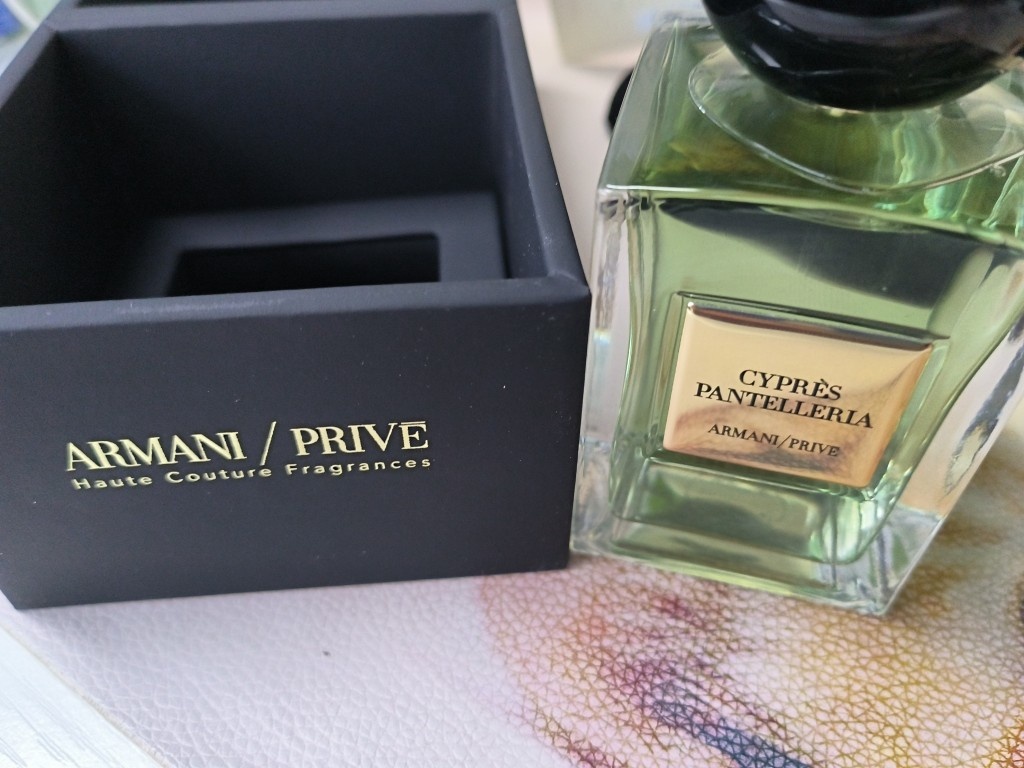 ARMANI / PRIVE
Haute Couture Fragrances
CYPRÈS
PANTELLERIA
ARMANI/PRIVE